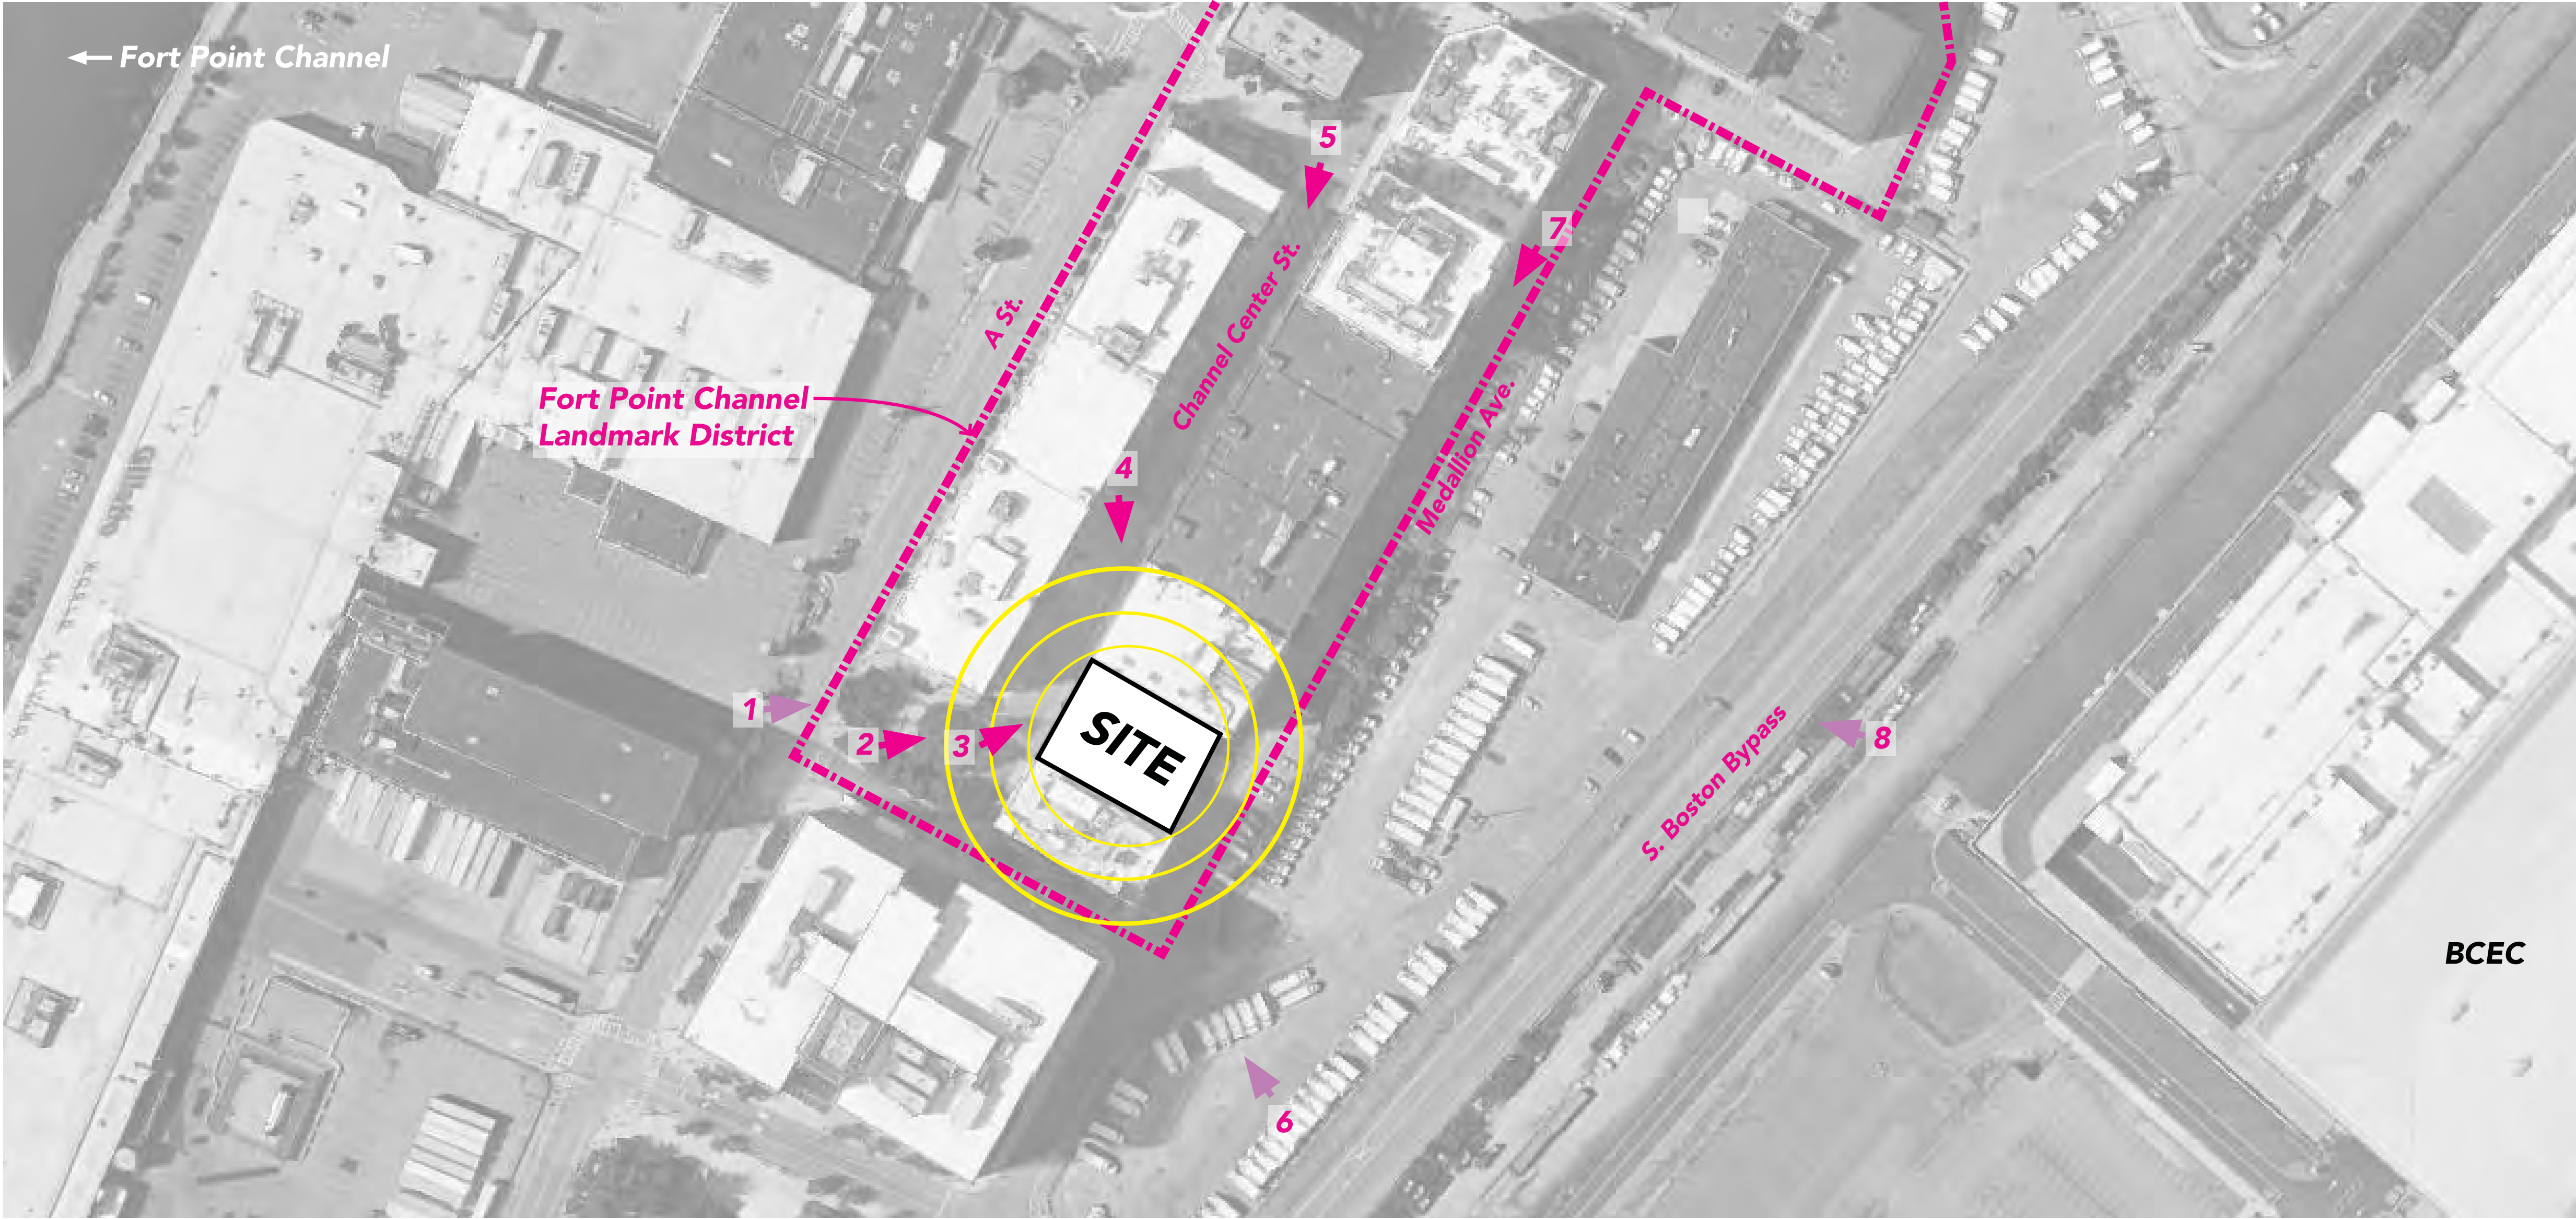 ← Fort Point Channel
5
7
A St.
Channel Center St.
Fort Point Channel
Landmark District
Medallion Ave.
4
Gillette
1
2
3
SITE
S. Boston Bypass
8
BCEC
6